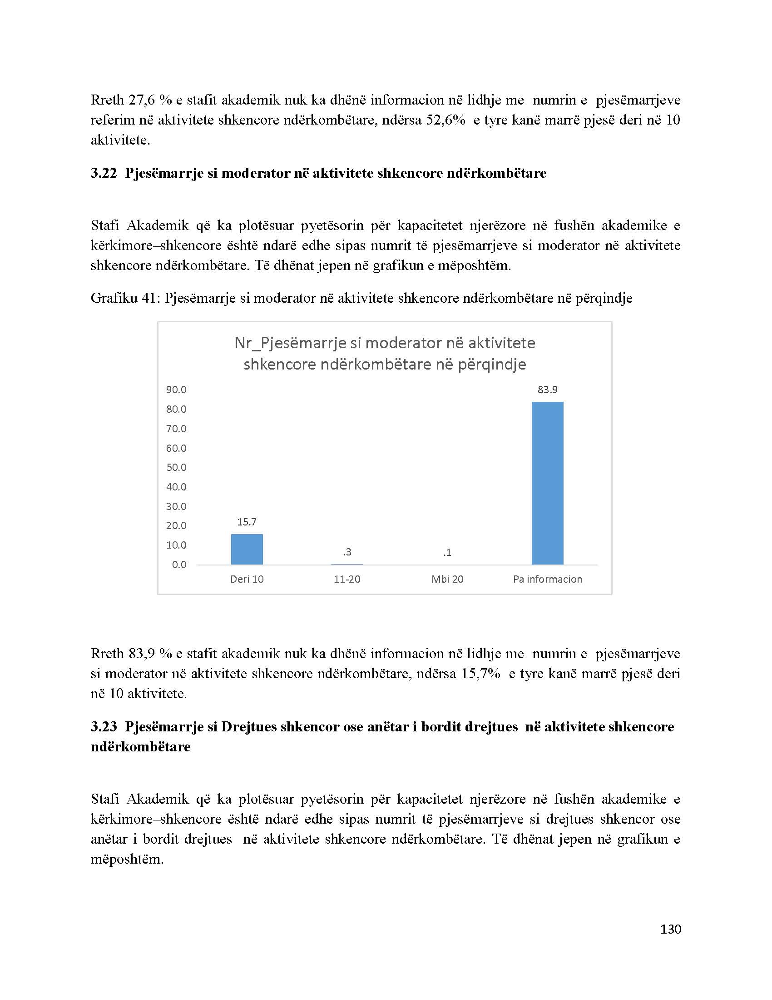 Rreth 27,6 % e stafit akademik nuk ka dhënë informacion në lidhje me  numrin e  pjesëmarrjeve
referim në aktivitete shkencore ndërkombëtare, ndërsa 52,6%  e tyre kanë marrë pjesë deri në 10
aktivitete.
3.22  Pjesëmarrje si moderator në aktivitete shkencore ndërkombëtare
Stafi Akademik që ka plotësuar pyetësorin për kapacitetet njerëzore në fushën akademike e
kërkimore–shkencore është ndarë edhe sipas numrit të pjesëmarrjeve si moderator në aktivitete
shkencore ndërkombëtare. Të dhënat jepen në grafikun e mëposhtëm.
Grafiku 41: Pjesëmarrje si moderator në aktivitete shkencore ndërkombëtare në përqindje
Nr_Pjesëmarrje si moderator në aktivitete
shkencore ndërkombëtare në përqindje
90.0
80.0
70.0
60.0
50.0
40.0
30.0
20.0
10.0
0.0
15.7
.3
.1
83.9
Deri 10
11-20
Mbi 20
Pa informacion
Rreth 83,9 % e stafit akademik nuk ka dhënë informacion në lidhje me  numrin e  pjesëmarrjeve
si moderator në aktivitete shkencore ndërkombëtare, ndërsa 15,7%  e tyre kanë marrë pjesë deri
në 10 aktivitete.
3.23  Pjesëmarrje si Drejtues shkencor ose anëtar i bordit drejtues  në aktivitete shkencore
ndërkombëtare
Stafi Akademik që ka plotësuar pyetësorin për kapacitetet njerëzore në fushën akademike e
kërkimore–shkencore është ndarë edhe sipas numrit të pjesëmarrjeve si drejtues shkencor ose
anëtar i bordit drejtues  në aktivitete shkencore ndërkombëtare. Të dhënat jepen në grafikun e
mëposhtëm.
130